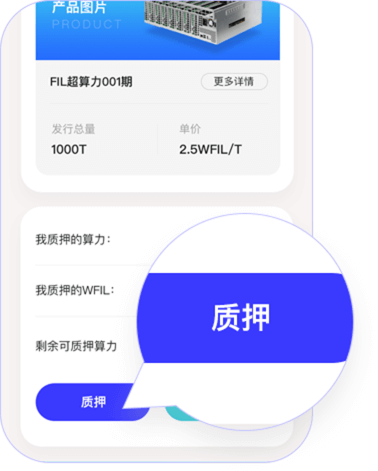 产品图片
PRODUCT
FIL超算力001期
更多详情
发行总量
单价
1000T
2.5WFIL/T
我质押的算力：
我质押的WFIL：
质押
剩余可质押算力
质押